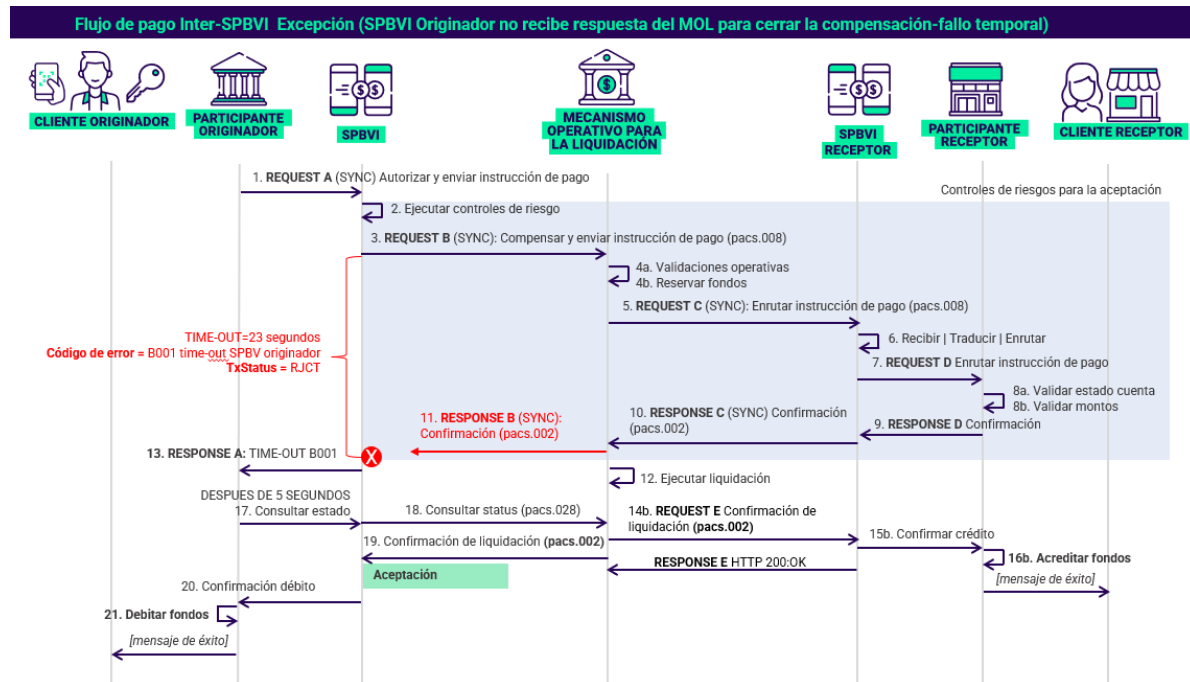 Flujo de pago Inter-SPBVI Excepción (SPBVI Originador no recibe respuesta del MOL para cerrar la compensación-fallo temporal)
CLIENTE ORIGINADOR
PARTICIPANTE
ORIGINADOR
SPBVI
MECANISMO
OPERATIVO PARA
LA LIQUIDACIÓN
SPBVI
RECEPTOR
PARTICIPANTE
RECEPTOR
CLIENTE RECEPTOR
1. REQUEST A (SYNC) Autorizar y enviar instrucción de pago
Controles de riesgos para la aceptación
2. Ejecutar controles de riesgo
3. REQUEST B (SYNC): Compensar y enviar instrucción de pago (pacs.008)
4a. Validaciones operativas
4b. Reservar fondos
5. REQUEST C (SYNC): Enrutar instrucción de pago (pacs.008)
TIME-OUT=23 segundos
Código de error = B001 time-out SPBV originador
TxStatus = RJCT
6. Recibir | Traducir | Enrutar
7. REQUEST D Enrutar instrucción de pago
8a. Validar estado cuenta
8b. Validar montos
9. RESPONSE D Confirmación
10. RESPONSE C (SYNC) Confirmación
(pacs.002)
11. RESPONSE B (SYNC):
Confirmación (pacs.002)
X
13. RESPONSE A: TIME-OUT B001
12. Ejecutar liquidación
DESPUES DE 5 SEGUNDOS
17. Consultar estado
18. Consultar status (pacs.028)
14b. REQUEST E Confirmación de
liquidación (pacs.002)
15b. Confirmar crédito
19. Confirmación de liquidación (pacs.002)
RESPONSE E HTTP 200:OK
16b. Acreditar fondos
Aceptación
[mensaje de éxito]
20. Confirmación débito
21. Debitar fondos
[mensaje de éxito]